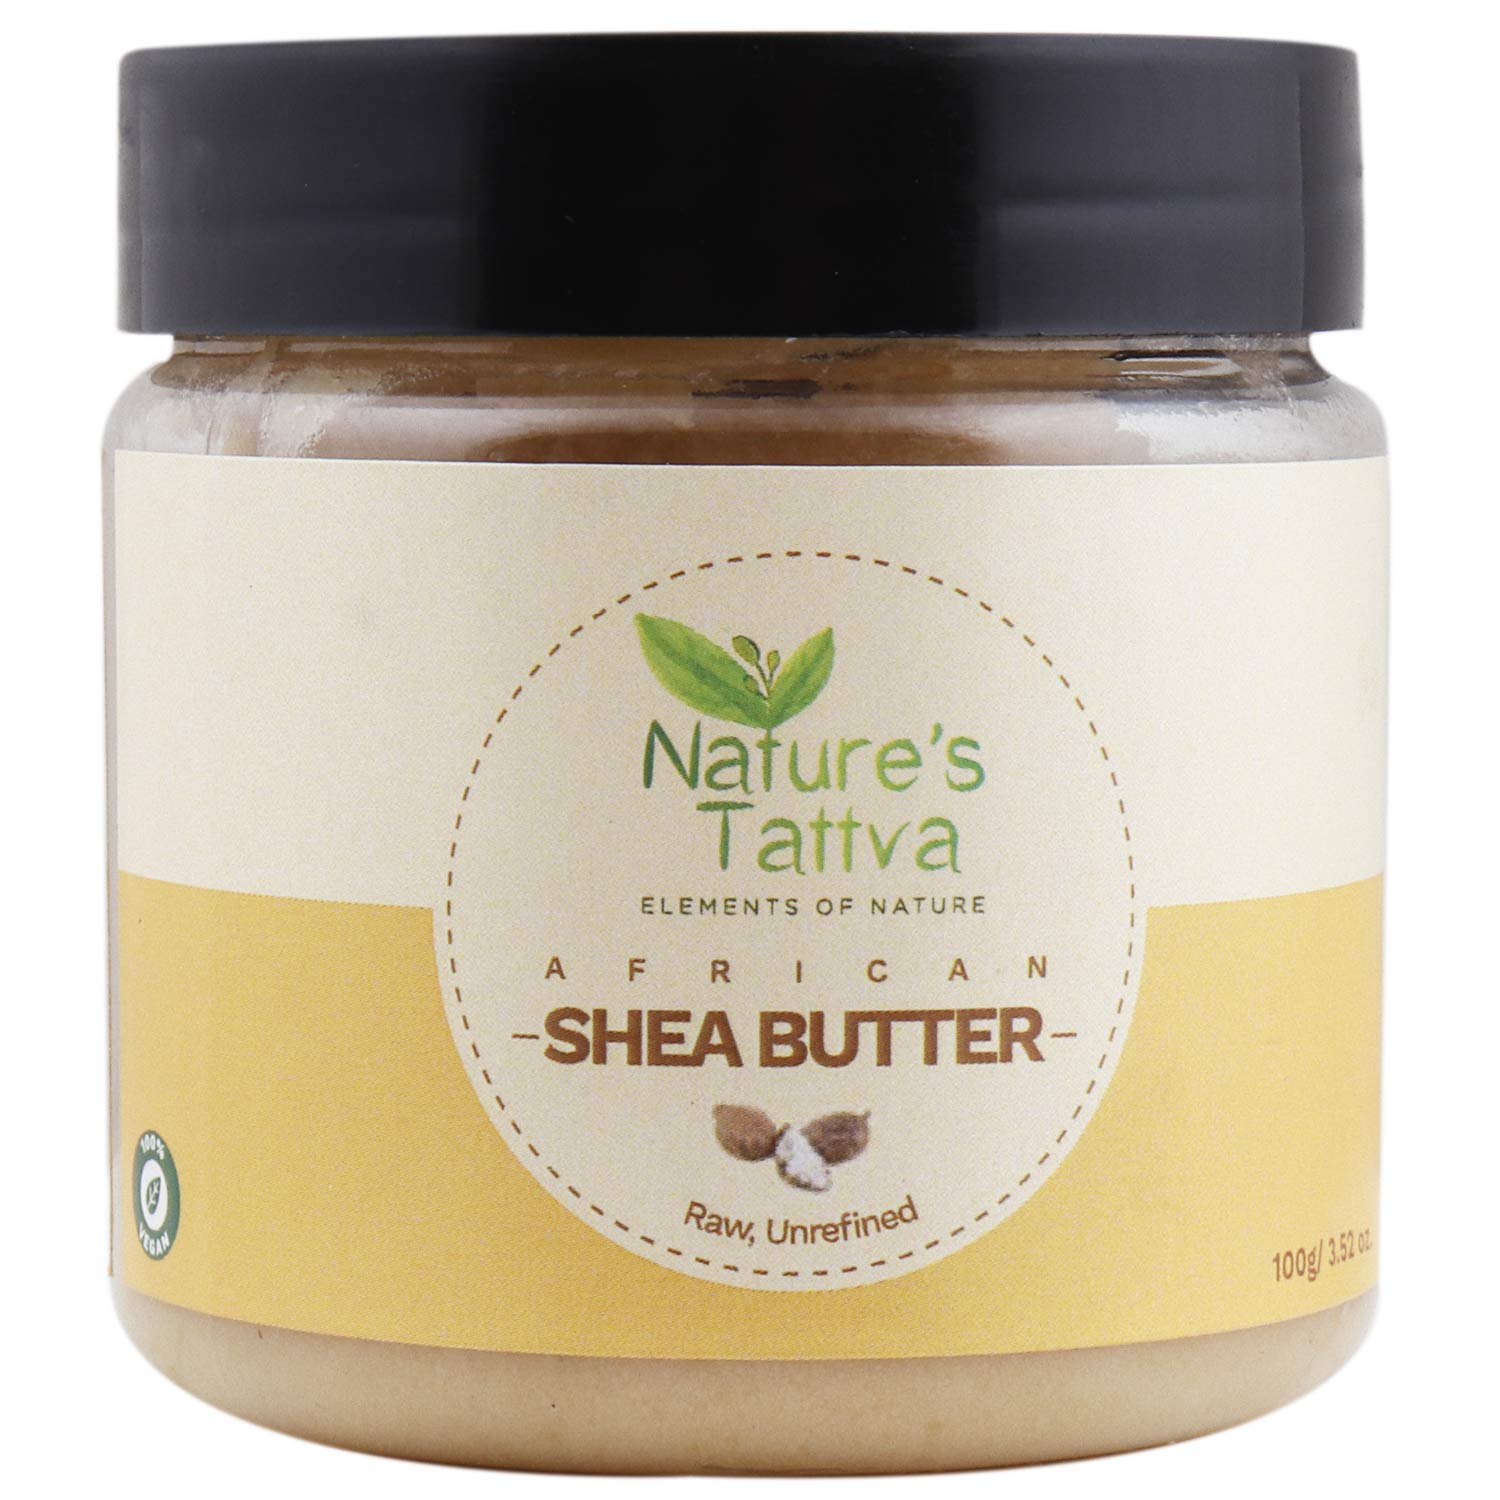 Nature's
Tattva
ELEMENTS OF NATURE
AFRICAN
-SHEA BUTTER-
Raw, Unrefined
100%
VEGAN
100g/ 3.52 oz.